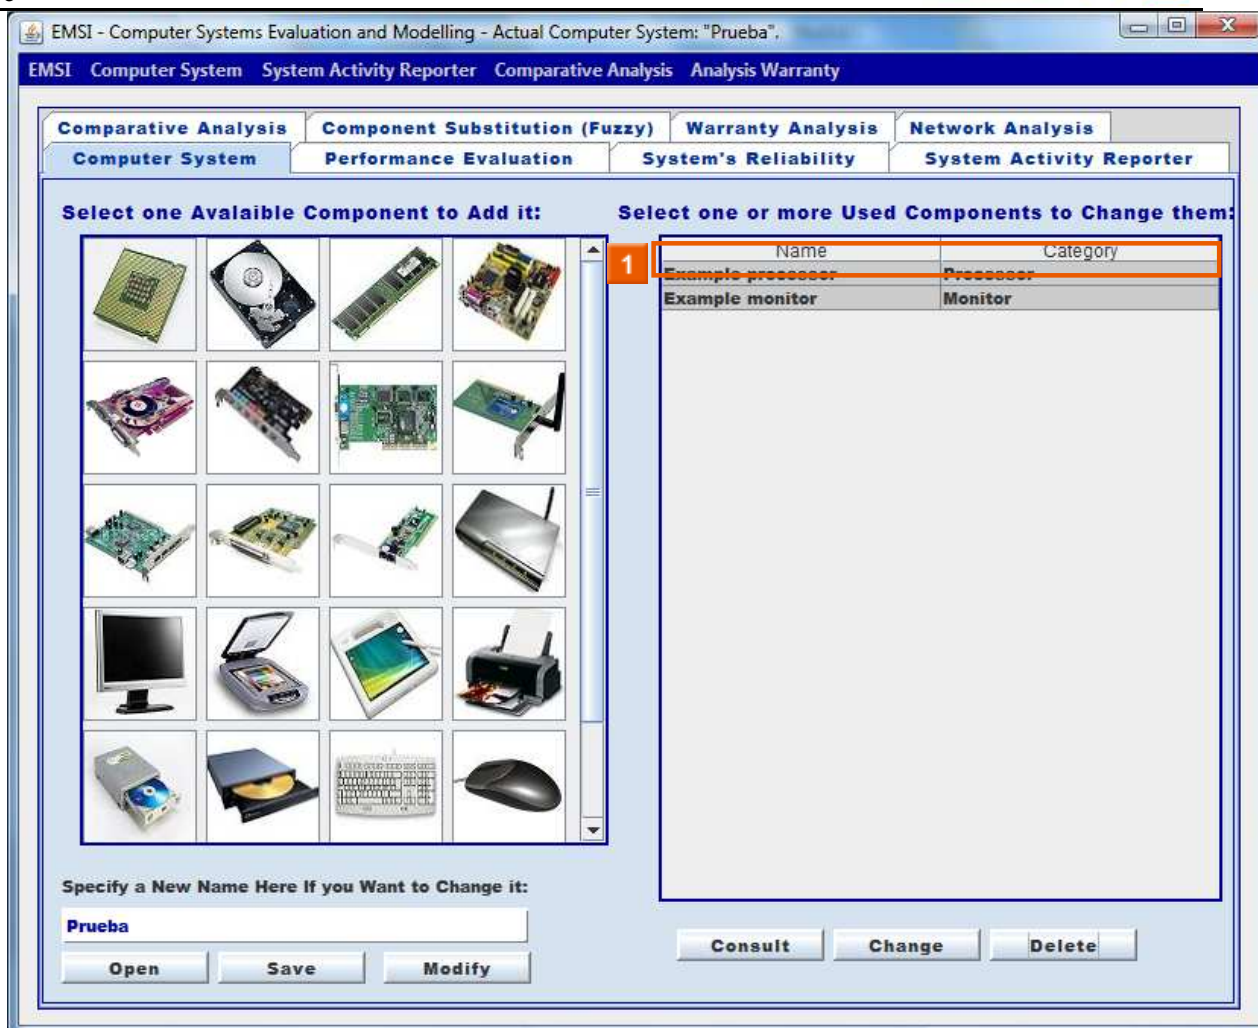 EMSI - Computer Systems Evaluation and Modelling - Actual Computer System: "Prueba".
EMSI Computer System System Activity Reporter Comparative Analysis Analysis Warranty
Comparative Analysis Component Substitution (Fuzzy) Warranty Analysis Network Analysis
Computer System Performance Evaluation System's Reliability System Activity Reporter
Select one Avalaible Component to Add it: Select one or more Used Components to Change them:
1 Name Category
Example processor Processor
Example monitor Monitor
Specify a New Name Here If you Want to Change it:
Prueba
Consult Change Delete
Open Save Modify